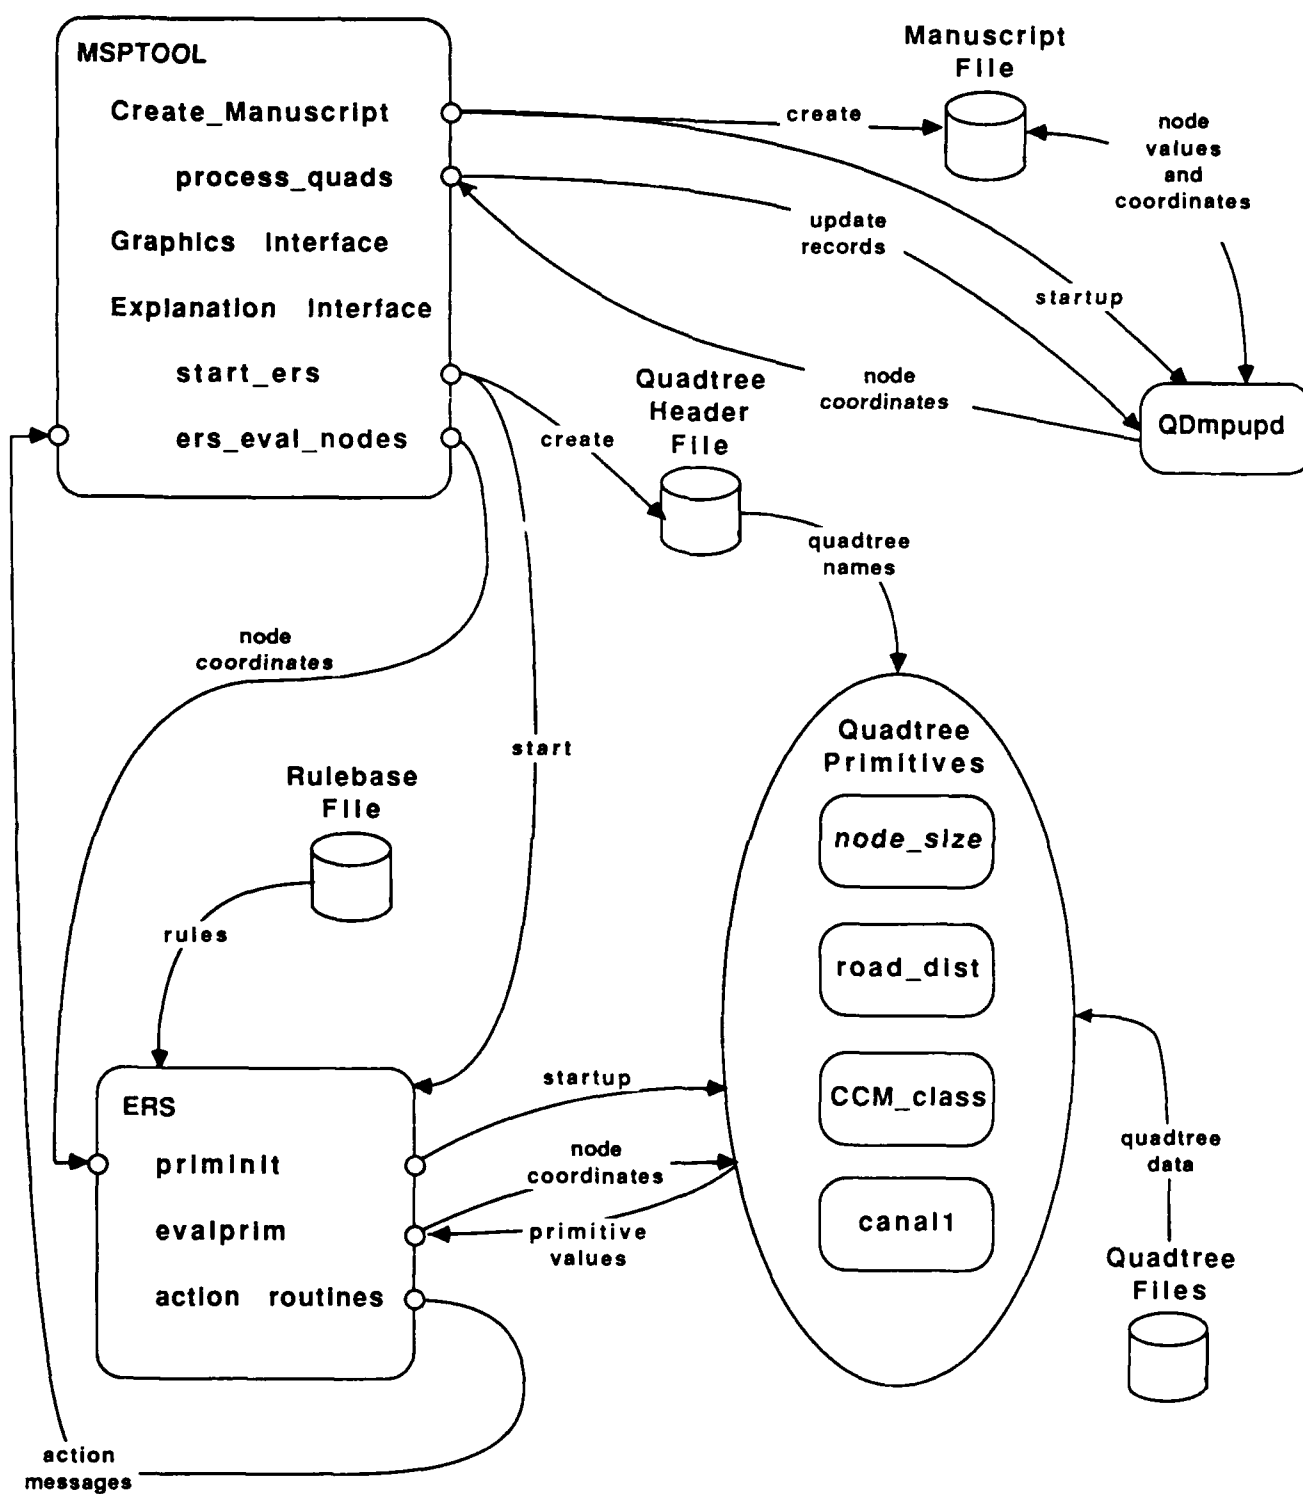 MSPTOOL
Create_Manuscript
process_quads
Graphics Interface
Explanation Interface
start_ers
ers_eval_nodes
Manuscript
File
create
node
values
and
coordinates
update
records
startup
node
coordinates
QDmpupd
Quadtree
Header
File
create
quadtree
names
node
coordinates
start
Rulebase
File
rules
Quadtree
Primitives
node_size
road_dist
CCM_class
canal1
ERS
priminit
evalprim
action routines
startup
node
coordinates
primitive
values
quadtree
data
Quadtree
Files
action
messages